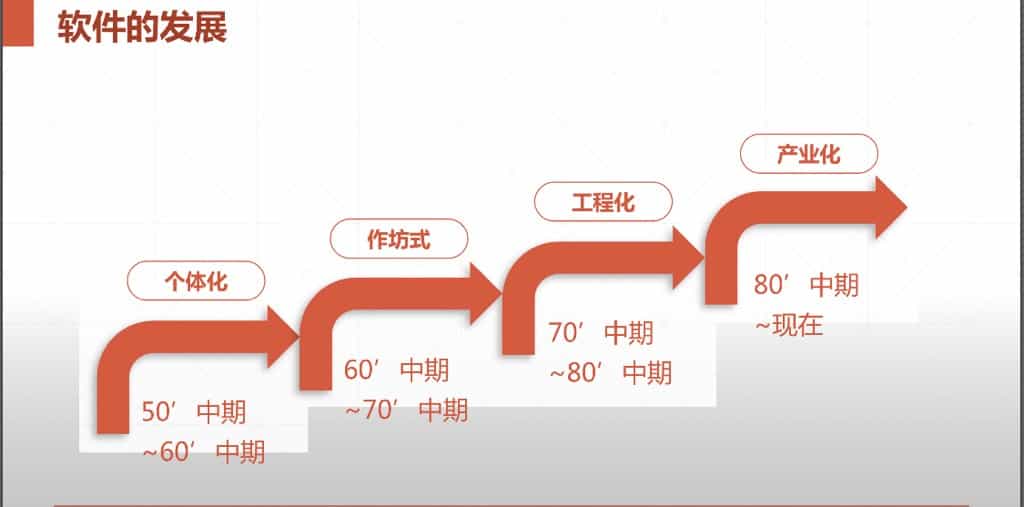 软件的发展
个体化
50′中期
~60′中期
作坊式
60′中期
~70′中期
工程化
70′中期
~80′中期
产业化
80′中期
~现在